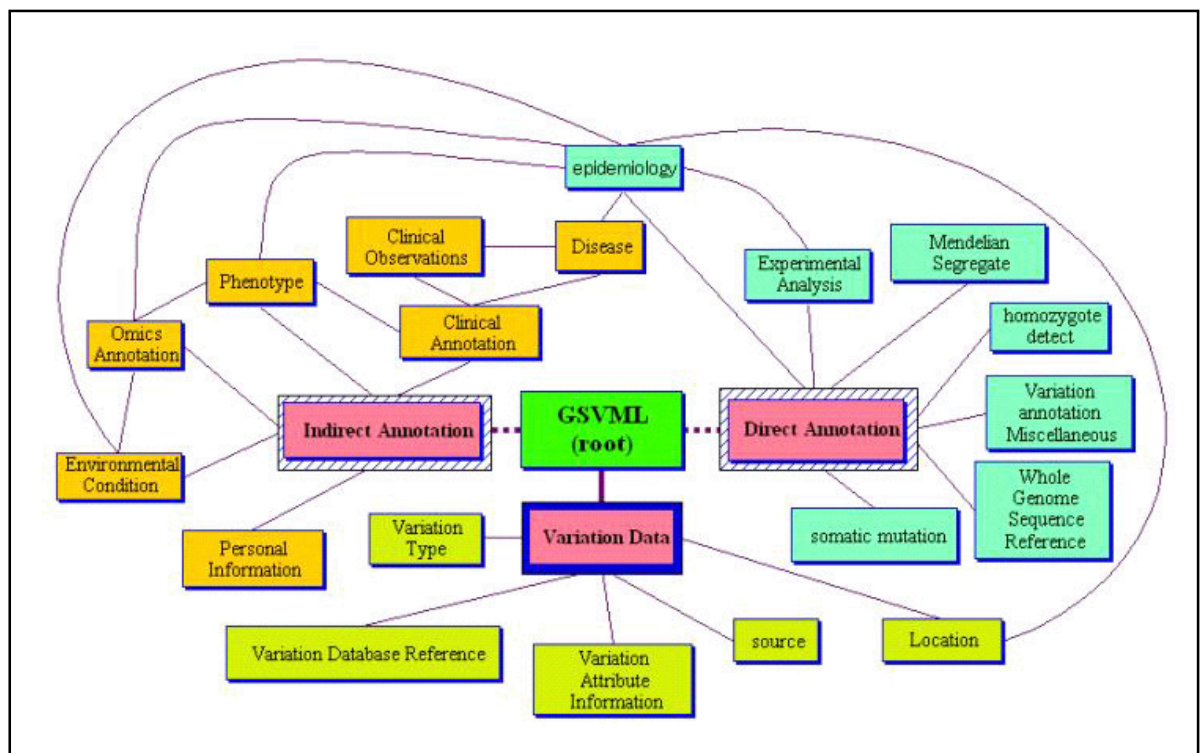 epidemiology
Clinical
Observations
Disease
Mendelian
Segregate
Experimental
Analysis
Phenotype
Omics
Annotation
Clinical
Annotation
homozygote
detect
Indirect Annotation
GSVML
(root)
Direct Annotation
Variation
annotation
Miscellaneous
Environmental
Condition
Whole
Genome
Sequence
Reference
Personal
Information
Variation
Type
Variation Data
somatic mutation
Variation Database Reference
Variation
Attribute
Information
source
Location